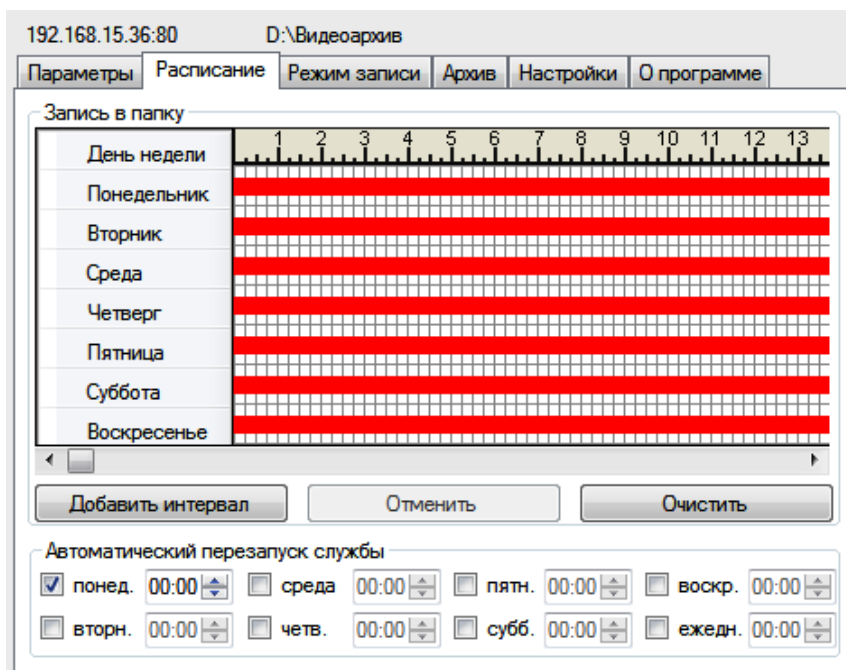 192.168.15.36:80 D:\Видеоархив
Параметры Расписание Режим записи Архив Настройки О программе
Запись в папку
День недели 1 2 3 4 5 6 7 8 9 10 11 12 13
Понедельник
Вторник
Среда
Четверг
Пятница
Суббота
Воскресенье
Добавить интервал Отменить Очистить
Автоматический перезапуск службы
понед. 00:00 среда 00:00 пятн. 00:00 воскр. 00:00
вторн. 00:00 четв. 00:00 субб. 00:00 ежедн. 00:00